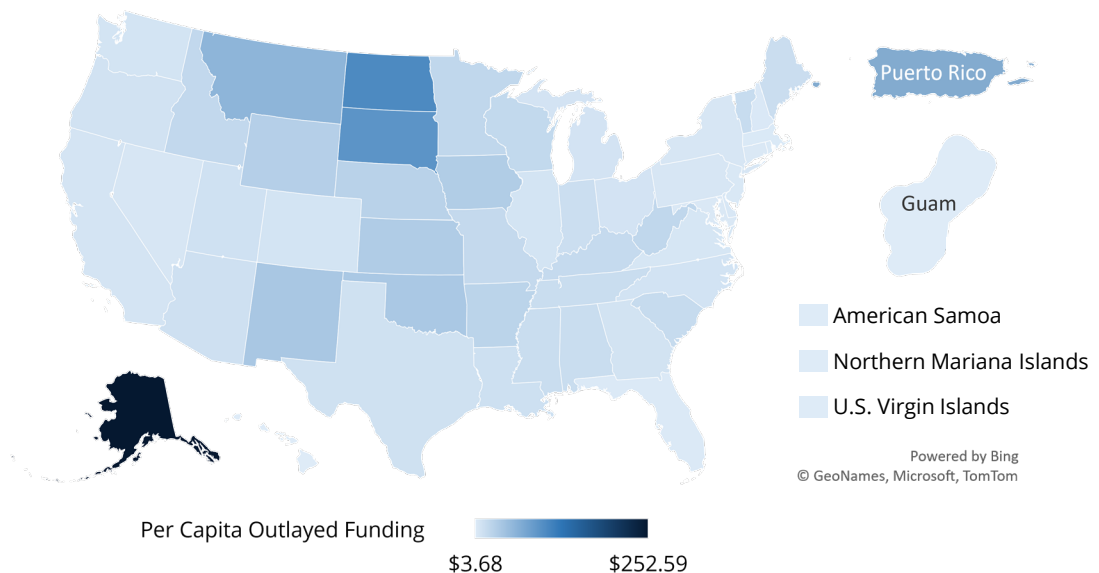 Puerto Rico
Guam
American Samoa
Northern Mariana Islands
U.S. Virgin Islands
Powered by Bing
© GeoNames, Microsoft, TomTom
Per Capita Outlayed Funding
$3.68
$252.59